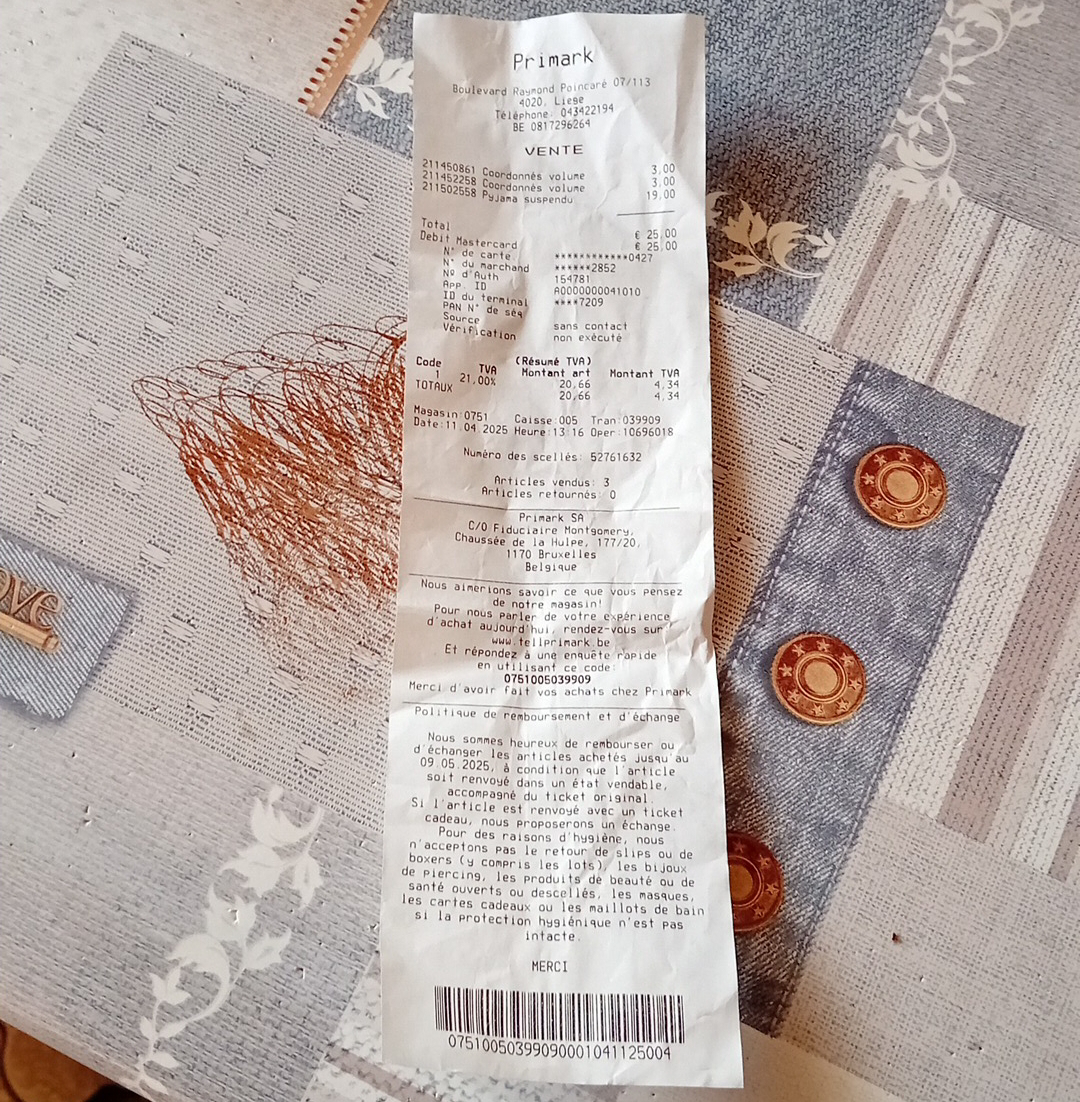 Primark
Boulevard Raymond Poincaré 07/113
4020, Liege
Téléphone: 043422194
BE 0817296264
VENTE
211450861 Coordonnés volume 3,00
211452258 Coordonnés volume 3,00
211502558 Pyjama suspendu 19,00
Total € 25,00
Debit Mastercard € 25,00
N° de carte ************0427
N° du marchand ******2852
Nº d'Auth 154781
App. ID A0000000041010
ID du terminal ****7209
PAN N° de séq
Source sans contact
Vérification non exécuté
(Résumé TVA)
Code TVA Montant art Montant TVA
1 21,00% 20,66 4,34
TOTAUX 20,66 4,34
Magasin:0751 Caisse:005 Tran:039909
Date:11.04.2025 Heure:13:16 Oper:10696018
Numéro des scellés: 52761632
Articles vendus: 3
Articles retournés: 0
Primark SA
C/O Fiduciaire Montgomery,
Chaussée de la Hulpe, 177/20,
1170 Bruxelles
Belgique
Nous aimerions savoir ce que vous pensez
de notre magasin!
Pour nous parler de votre expérience
d'achat aujourd'hui, rendez-vous sur
www.tellprimark.be
Et répondez à une enquête rapide
en utilisant ce code:
0751005039909
Merci d'avoir fait vos achats chez Primark
Politique de remboursement et d'échange
Nous sommes heureux de rembourser ou
d'échanger les articles achetés jusqu'au
09.05.2025, à condition que l'article
soit renvoyé dans un état vendable,
accompagné du ticket original.
Si l'article est renvoyé avec un ticket
cadeau, nous proposerons un échange.
Pour des raisons d'hygiène, nous
n'acceptons pas le retour de slips ou de
boxers (y compris les lots), les bijoux
de piercing, les produits de beauté ou de
santé ouverts ou descellés, les masques,
les cartes cadeaux ou les maillots de bain
si la protection hygiénique n'est pas
intacte.
MERCI
07510050399090001041125004
ove